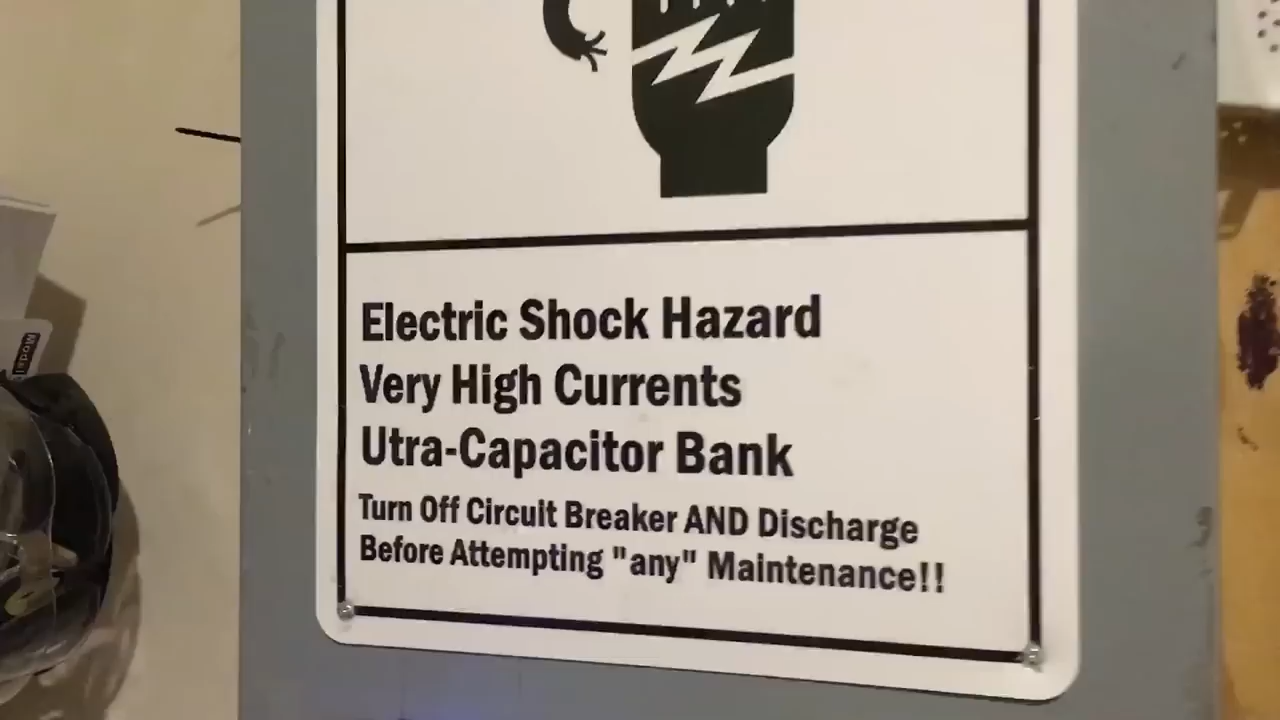 Electric Shock Hazard
Very High Currents
Utra-Capacitor Bank
Turn Off Circuit Breaker AND Discharge
Before Attempting "any" Maintenance!!